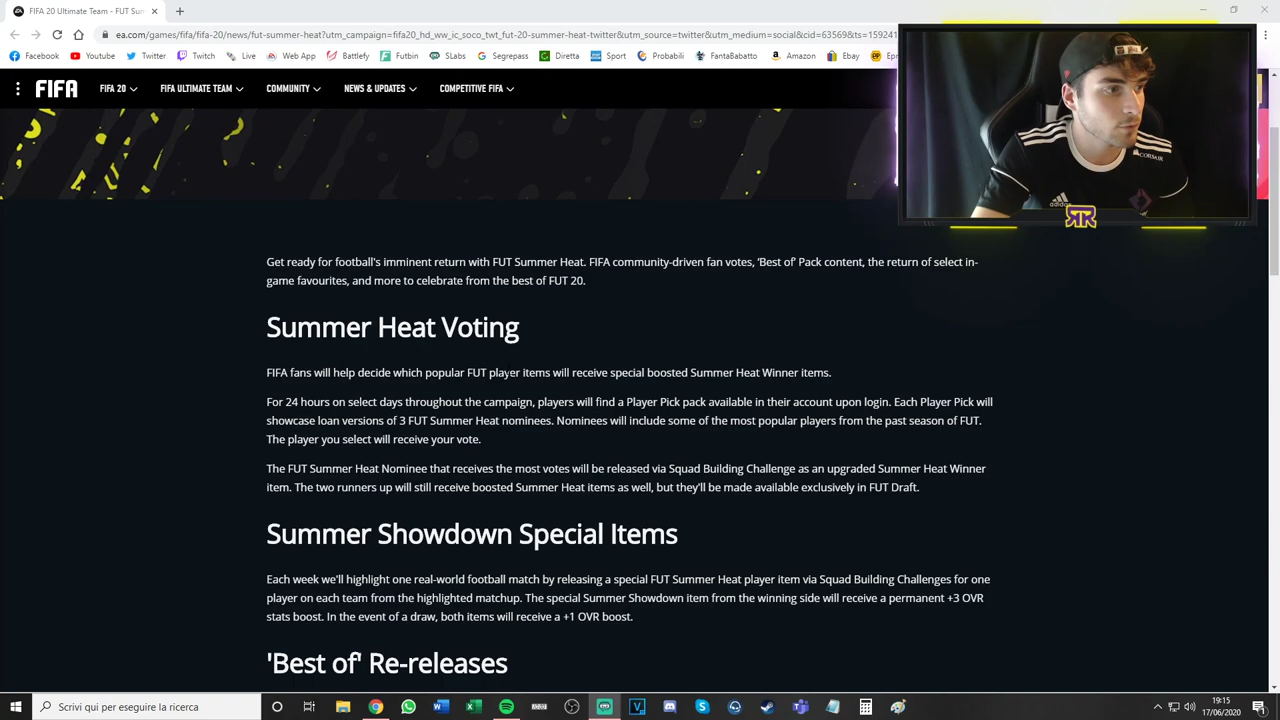 FIFA 20 Ultimate Team - FUT Sum
ea.com/games/fifa/fifa-20/news/fut-summer-heat?utm_campaign=fifa20_hd_ww_ic_soco_twt_fut-20-summer-heat-twitter&utm_source=twitter&utm_medium=social&cid=63569&ts=159241
Facebook Youtube Twitter Twitch Live Web App Betflag Futbin SLabs Segrepass Diretta Sport Probabili FantaBabatto Amazon Ebay Ep
FIFA FIFA 20 FIFA ULTIMATE TEAM COMMUNITY NEWS & UPDATES COMPETITIVE FIFA
CORSAIR
adidas
RR
Get ready for football's imminent return with FUT Summer Heat. FIFA community-driven fan votes, 'Best of' Pack content, the return of select in-
game favourites, and more to celebrate from the best of FUT 20.
Summer Heat Voting
FIFA fans will help decide which popular FUT player items will receive special boosted Summer Heat Winner items.
For 24 hours on select days throughout the campaign, players will find a Player Pick pack available in their account upon login. Each Player Pick will
showcase loan versions of 3 FUT Summer Heat nominees. Nominees will include some of the most popular players from the past season of FUT.
The player you select will receive your vote.
The FUT Summer Heat Nominee that receives the most votes will be released via Squad Building Challenge as an upgraded Summer Heat Winner
item. The two runners up will still receive boosted Summer Heat items as well, but they'll be made available exclusively in FUT Draft.
Summer Showdown Special Items
Each week we'll highlight one real-world football match by releasing a special FUT Summer Heat player item via Squad Building Challenges for one
player on each team from the highlighted matchup. The special Summer Showdown item from the winning side will receive a permanent +3 OVR
stats boost. In the event of a draw, both items will receive a +1 OVR boost.
'Best of' Re-releases
Scrivi qui per eseguire la ricerca
19:15
17/06/2020